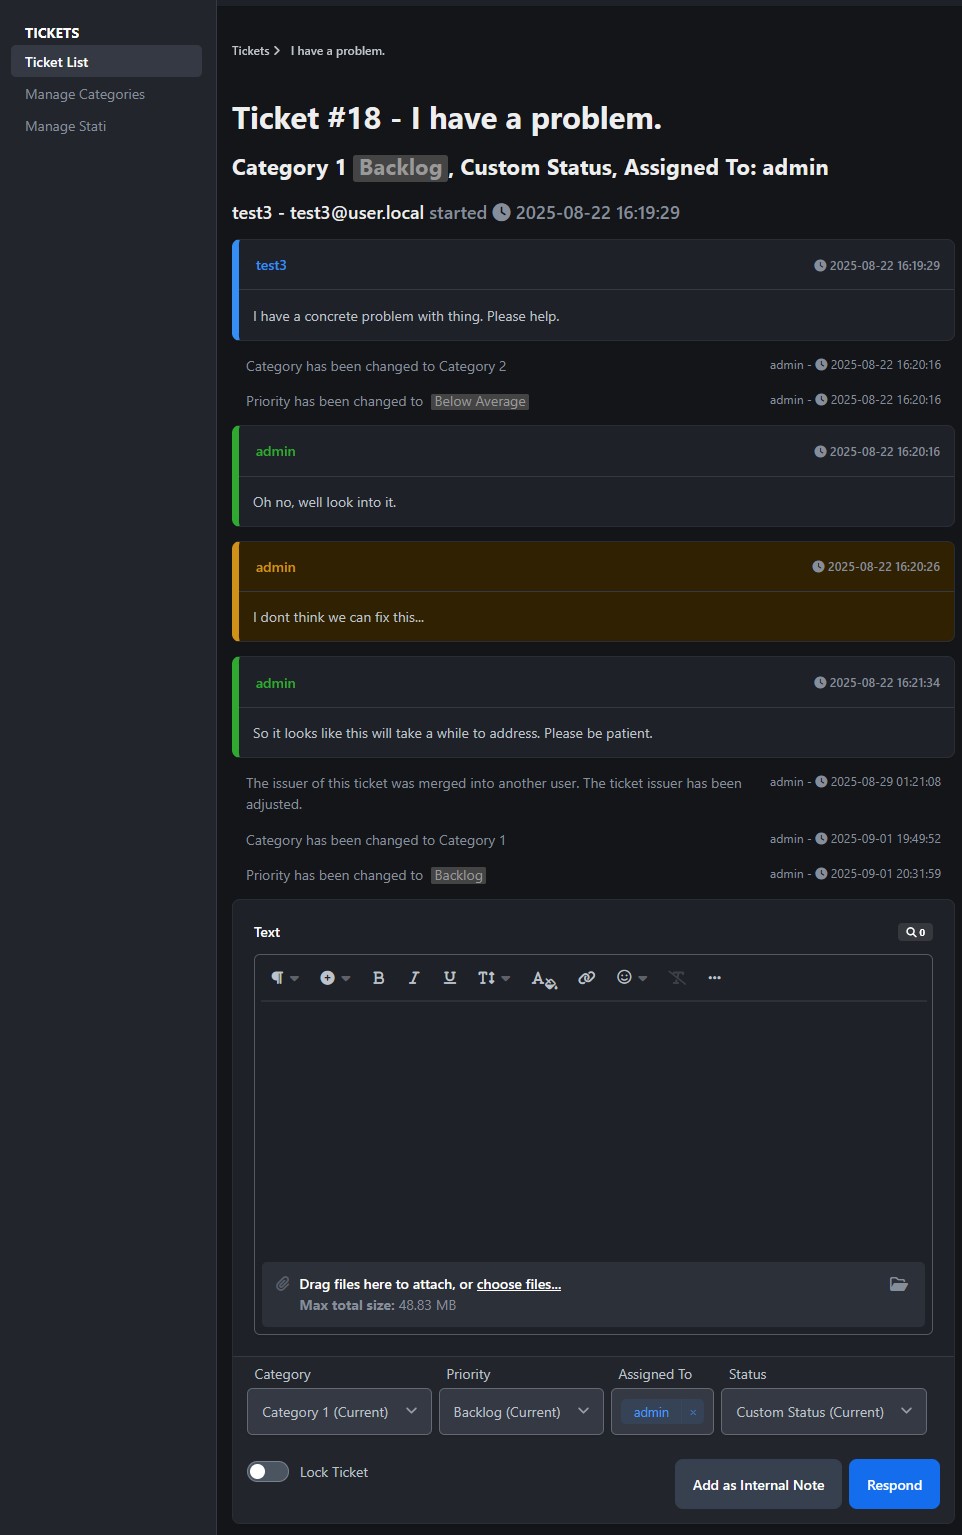 TICKETS
Ticket List
Manage Categories
Manage Stati
Tickets > I have a problem.
Ticket #18 - I have a problem.
Category 1 Backlog, Custom Status, Assigned To: admin
test3 - test3@user.local started 2025-08-22 16:19:29
test3 2025-08-22 16:19:29
I have a concrete problem with thing. Please help.
Category has been changed to Category 2 admin - 2025-08-22 16:20:16
Priority has been changed to Below Average admin - 2025-08-22 16:20:16
admin 2025-08-22 16:20:16
Oh no, well look into it.
admin 2025-08-22 16:20:26
I dont think we can fix this...
admin 2025-08-22 16:21:34
So it looks like this will take a while to address. Please be patient.
The issuer of this ticket was merged into another user. The ticket issuer has been admin - 2025-08-29 01:21:08
adjusted.
Category has been changed to Category 1 admin - 2025-09-01 19:49:52
Priority has been changed to Backlog admin - 2025-09-01 20:31:59
Text 0
Drag files here to attach, or choose files...
Max total size: 48.83 MB
Category Priority Assigned To Status
Category 1 (Current) Backlog (Current) admin × Custom Status (Current)
Lock Ticket Add as Internal Note Respond